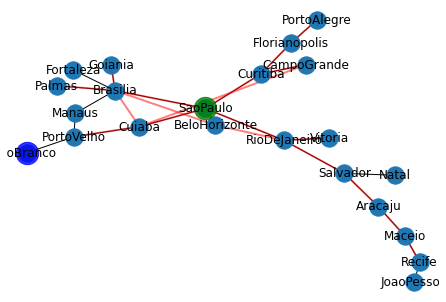 PortoAlegre
Florianopolis
Fortaleza
Goiania
CampoGrande
Curitiba
Palmas
Brasilia
SaoPaulo
Manaus
BeloHorizonte
Cuiaba
PortoVelho
RioDeJaneiro
Vitoria
oBranco
Salvador
Natal
Aracaju
Maceio
Recife
JoaoPesso